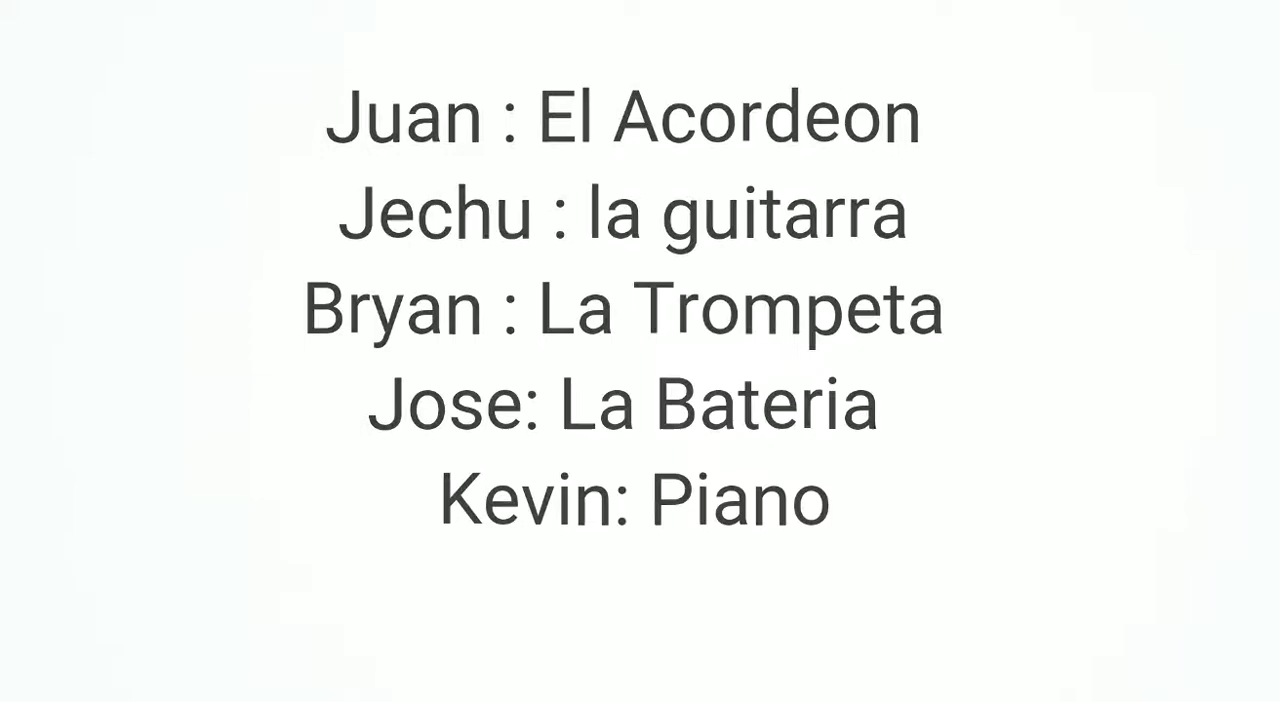 Juan : El Acordeon
Jechu : la guitarra
Bryan : La Trompeta
Jose: La Bateria
Kevin: Piano